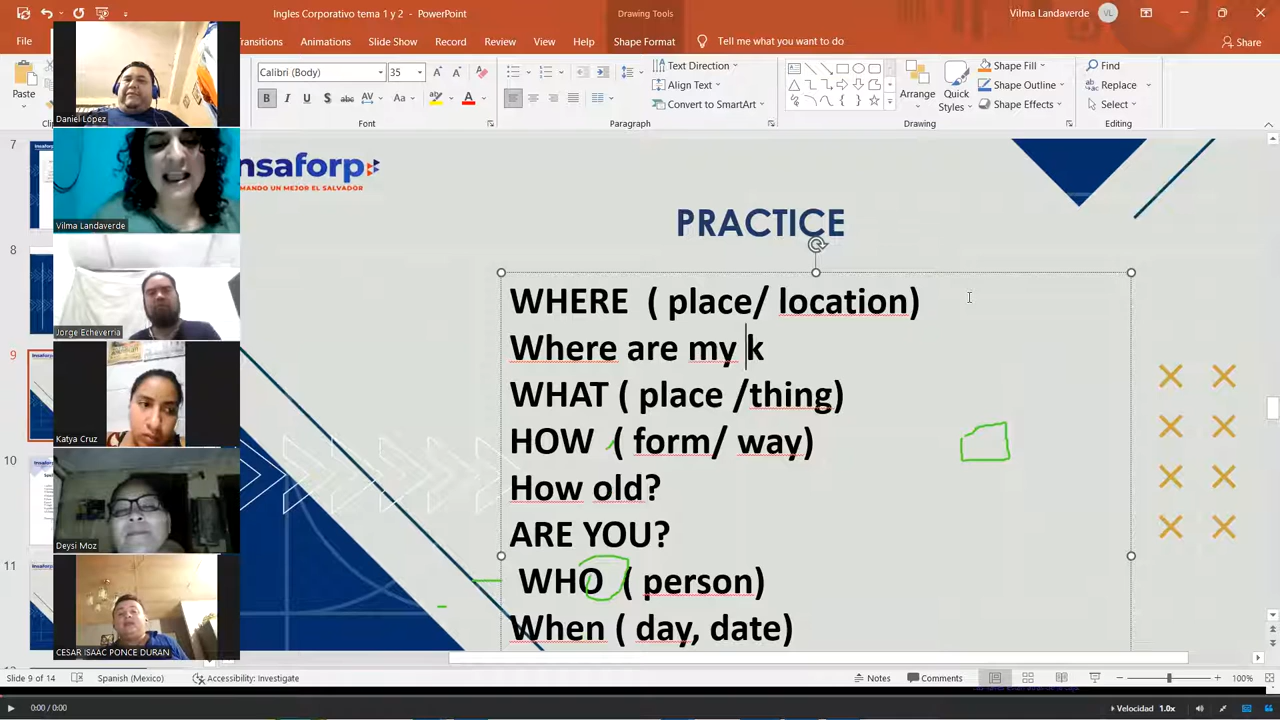 Ingles Corporativo tema 1 y 2 - PowerPoint
Drawing Tools
Vilma Landaverde
VL
File
Transitions
Animations
Slide Show
Record
Review
View
Help
Shape Format
Tell me what you want to do
Share
Paste
Calibri (Body)
35
Text Direction
Align Text
Convert to SmartArt
Arrange
Quick Styles
Shape Fill
Shape Outline
Shape Effects
Find
Replace
Select
Font
Paragraph
Drawing
Editing
Daniel López
Vilma Landaverde
Jorge Echeverria
Katya Cruz
Deysi Moz
CESAR ISAAC PONCE DURAN
7
8
9
10
11
nsaforp
MANDO UN MEJOR EL SALVADOR
PRACTICE
WHERE ( place/ location)
Where are my k
WHAT ( place /thing)
HOW ( form/ way)
How old?
ARE YOU?
WHO ( person)
When ( day, date)
Slide 9 of 14
Spanish (Mexico)
Accessibility: Investigate
Notes
Comments
100%
0:00 / 0:00
Velocidad 1.0x